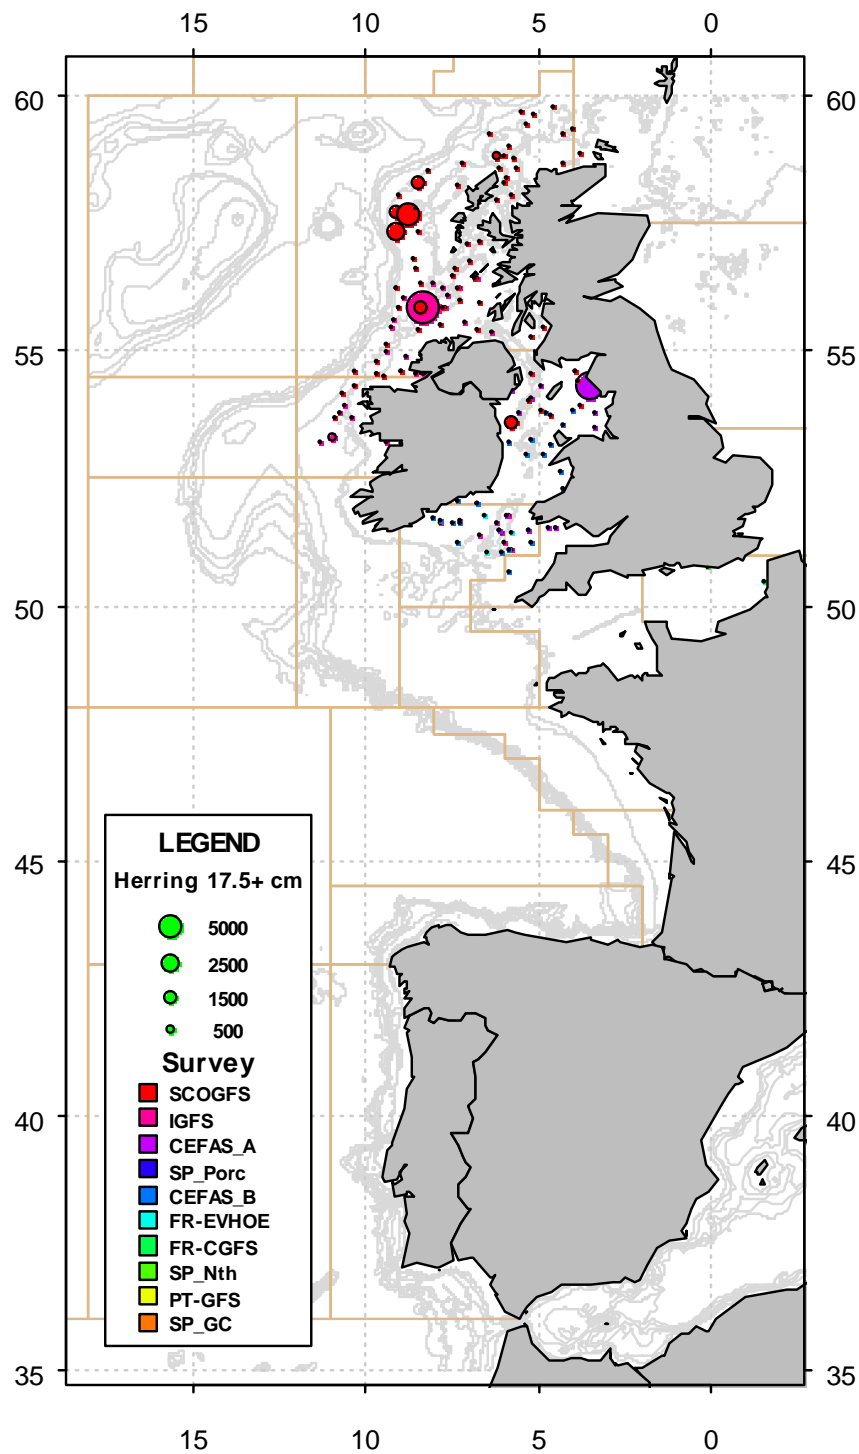 15 10 5 0
60 60
55 55
50 50
45 45
40 40
35 35
LEGEND
Herring 17.5+ cm
5000
2500
1500
500
Survey
SCOGFS
IGFS
CEFAS_A
SP_Porc
CEFAS_B
FR-EVHOE
FR-CGFS
SP_Nth
PT-GFS
SP_GC
15 10 5 0